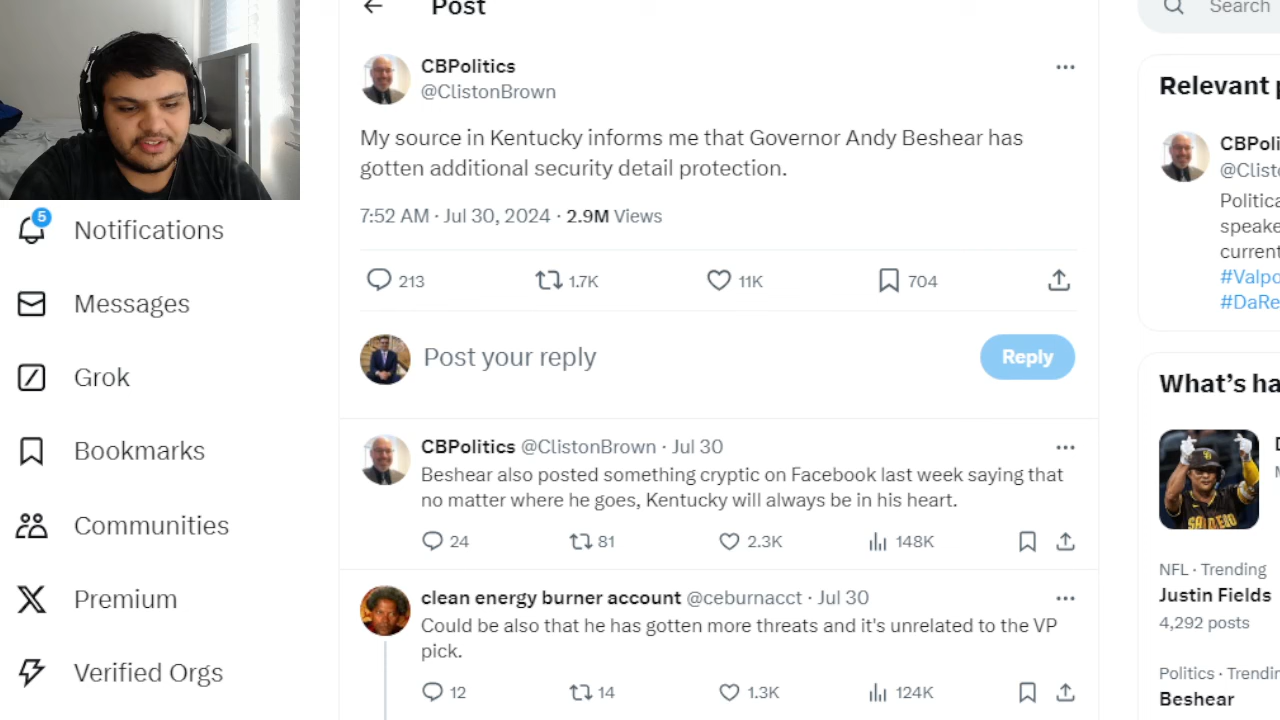 Post
CBPolitics
@ClistonBrown
My source in Kentucky informs me that Governor Andy Beshear has
gotten additional security detail protection.
7:52 AM · Jul 30, 2024 · 2.9M Views
213 1.7K 11K 704
Post your reply
Reply
CBPolitics @ClistonBrown · Jul 30
Beshear also posted something cryptic on Facebook last week saying that
no matter where he goes, Kentucky will always be in his heart.
24 81 2.3K 148K
clean energy burner account @ceburnacct · Jul 30
Could be also that he has gotten more threats and it's unrelated to the VP
pick.
12 14 1.3K 124K
5
Notifications
Messages
Grok
Bookmarks
Communities
Premium
Verified Orgs
Search
Relevant p
CBPoli
@Clisto
Politica
speake
current
#Valpo
#DaRe
What's ha
NFL · Trending
Justin Fields
4,292 posts
Politics · Trendin
Beshear